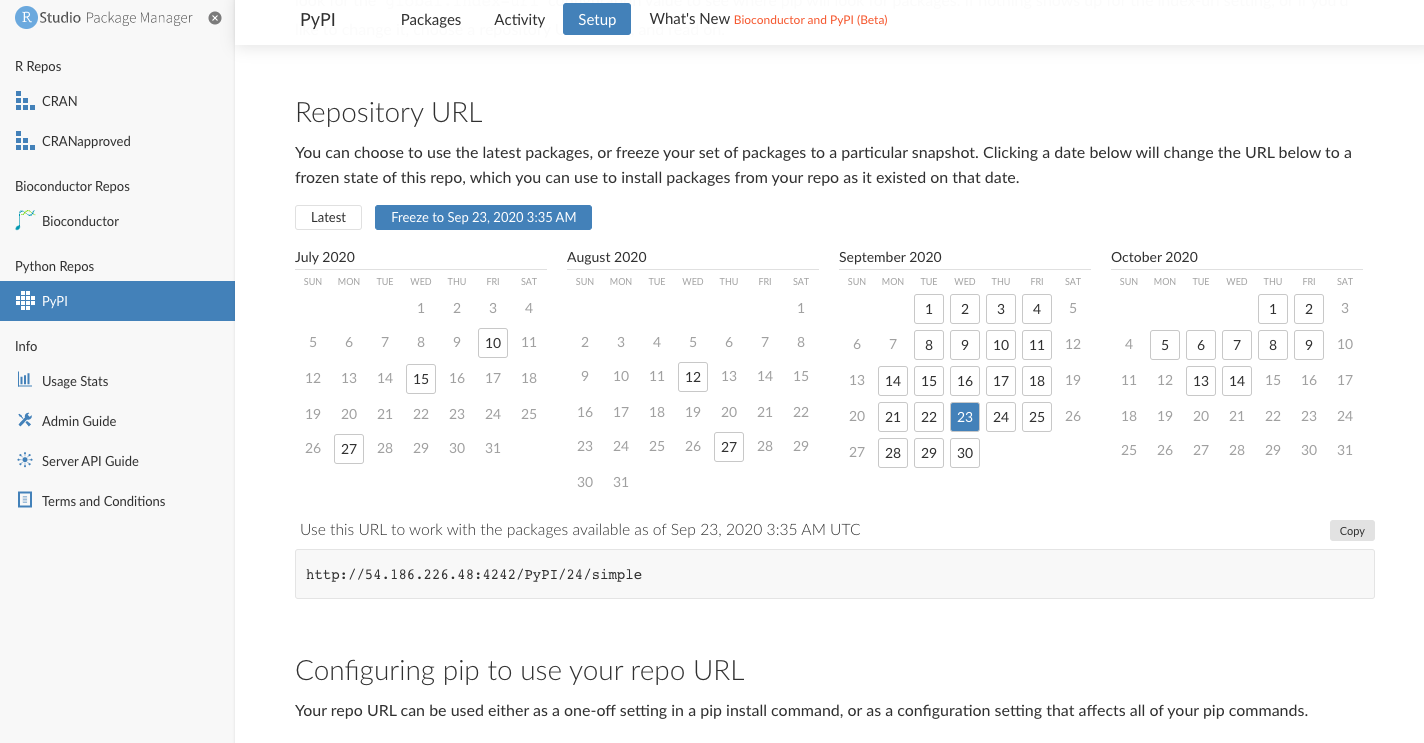 RStudio Package Manager
R Repos
CRAN
CRANapproved
Bioconductor Repos
Bioconductor
Python Repos
PyPI
Info
Usage Stats
Admin Guide
Server API Guide
Terms and Conditions
PyPI Packages Activity Setup What's New Bioconductor and PyPI (Beta)
Repository URL
You can choose to use the latest packages, or freeze your set of packages to a particular snapshot. Clicking a date below will change the URL below to a
frozen state of this repo, which you can use to install packages from your repo as it existed on that date.
Latest Freeze to Sep 23, 2020 3:35 AM
July 2020
SUN MON TUE WED THU FRI SAT
1 2 3 4
5 6 7 8 9 10 11
12 13 14 15 16 17 18
19 20 21 22 23 24 25
26 27 28 29 30 31
August 2020
SUN MON TUE WED THU FRI SAT
1
2 3 4 5 6 7 8
9 10 11 12 13 14 15
16 17 18 19 20 21 22
23 24 25 26 27 28 29
30 31
September 2020
SUN MON TUE WED THU FRI SAT
1 2 3 4 5
6 7 8 9 10 11 12
13 14 15 16 17 18 19
20 21 22 23 24 25 26
27 28 29 30
October 2020
SUN MON TUE WED THU FRI SAT
1 2 3
4 5 6 7 8 9 10
11 12 13 14 15 16 17
18 19 20 21 22 23 24
25 26 27 28 29 30 31
Use this URL to work with the packages available as of Sep 23, 2020 3:35 AM UTC
Copy
http://54.186.226.48:4242/PyPI/24/simple
Configuring pip to use your repo URL
Your repo URL can be used either as a one-off setting in a pip install command, or as a configuration setting that affects all of your pip commands.